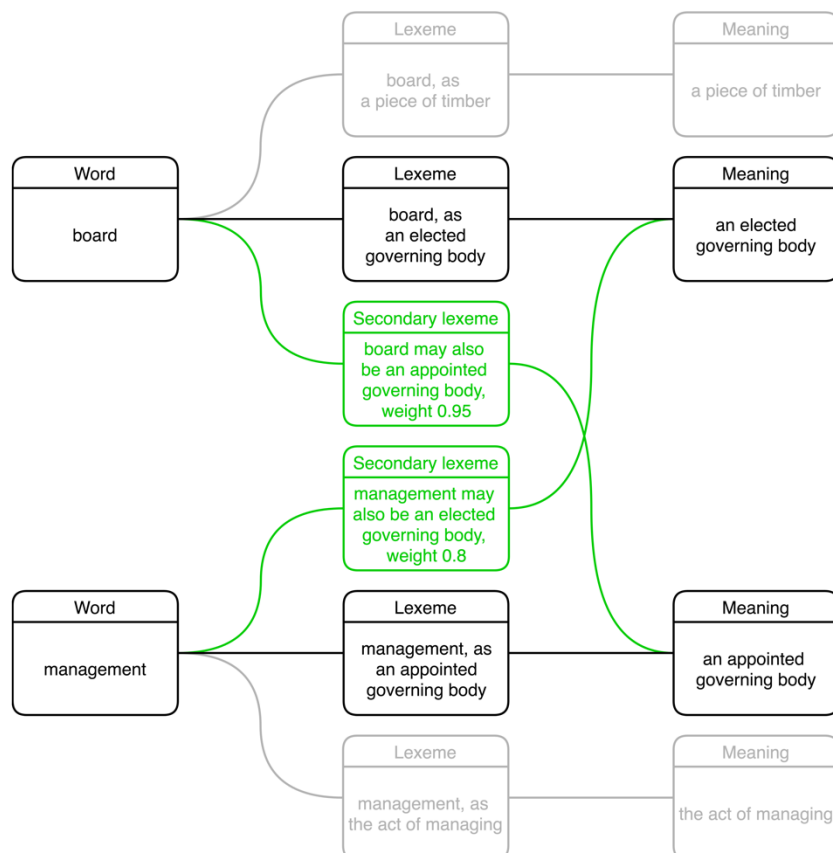 Lexeme
board, as
a piece of timber
Meaning
a piece of timber
Word
board
Lexeme
board, as
an elected
governing body
Meaning
an elected
governing body
Secondary lexeme
board may also
be an appointed
governing body,
weight 0.95
Secondary lexeme
management may
also be an elected
governing body,
weight 0.8
Word
management
Lexeme
management, as
an appointed
governing body
Meaning
an appointed
governing body
Lexeme
management, as
the act of managing
Meaning
the act of managing